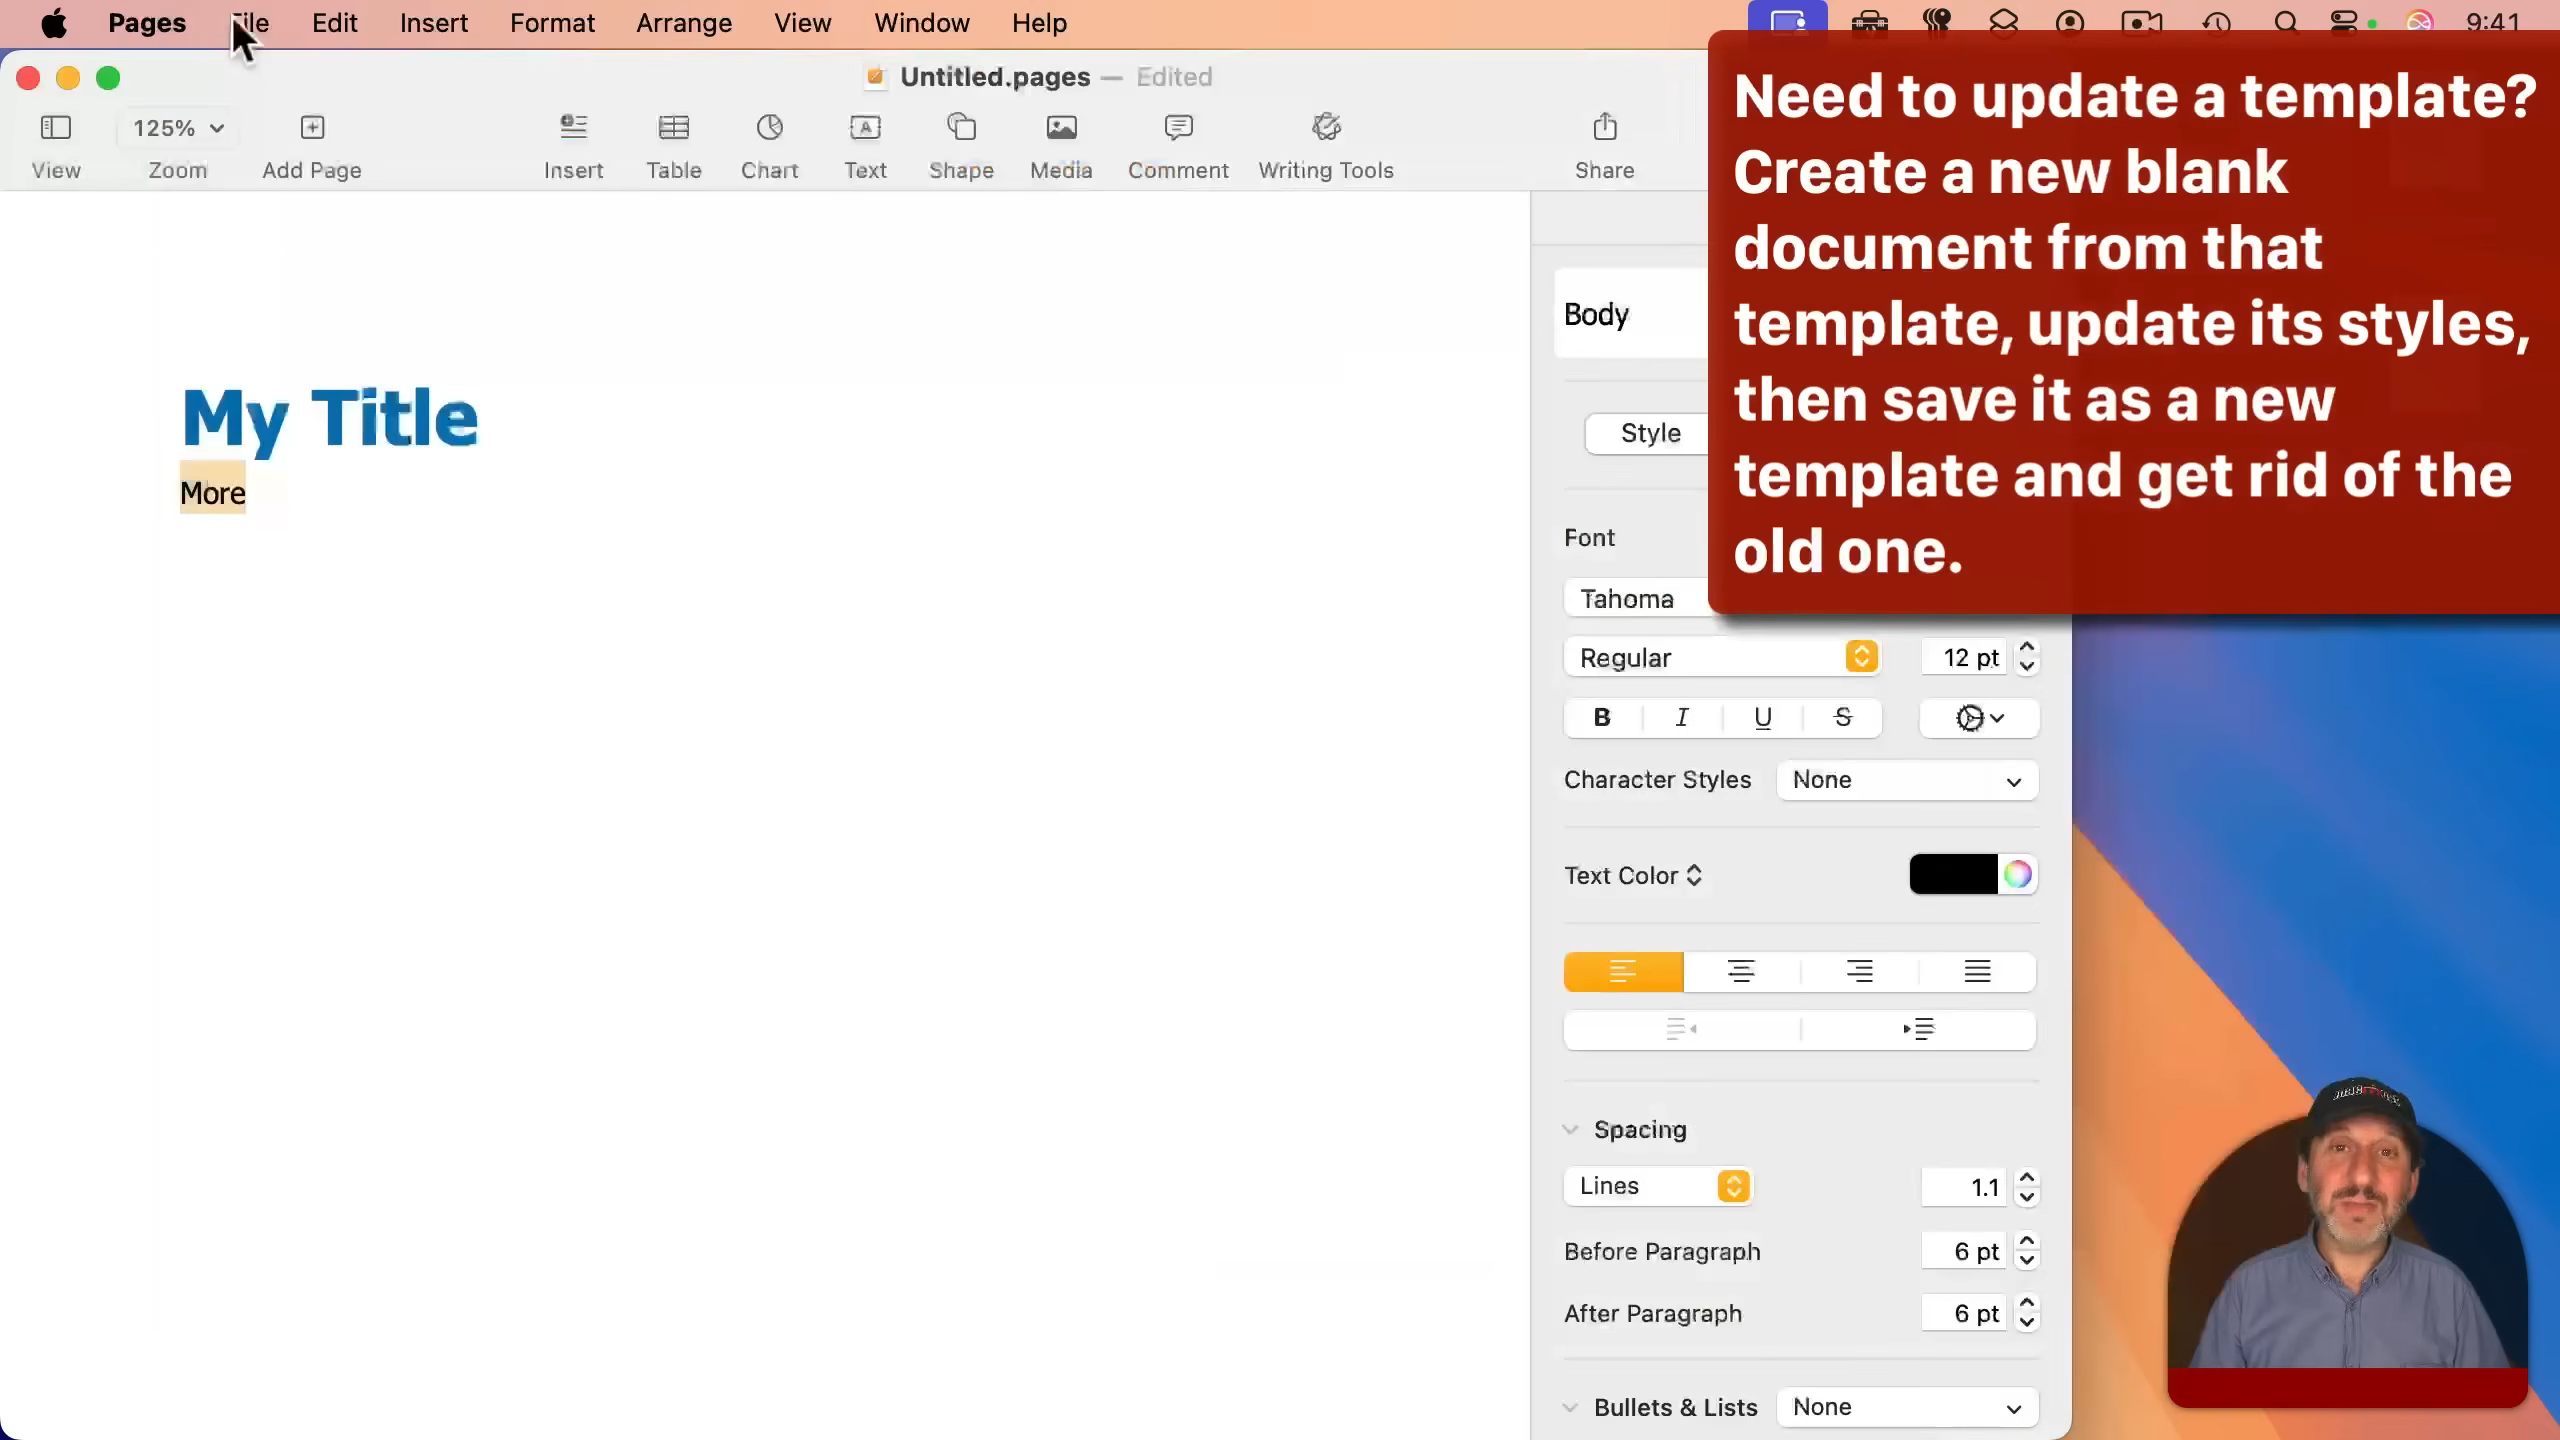 Pages File Edit Insert Format Arrange View Window Help
9:41
Untitled.pages — Edited
125%
View Zoom Add Page Insert Table Chart Text Shape Media Comment Writing Tools Share
Need to update a template?
Create a new blank
document from that
template, update its styles,
then save it as a new
template and get rid of the
old one.
My Title
More
Body
Style
Font
Tahoma
Regular 12 pt
B I U S
Character Styles None
Text Color
Spacing
Lines 1.1
Before Paragraph 6 pt
After Paragraph 6 pt
Bullets & Lists None